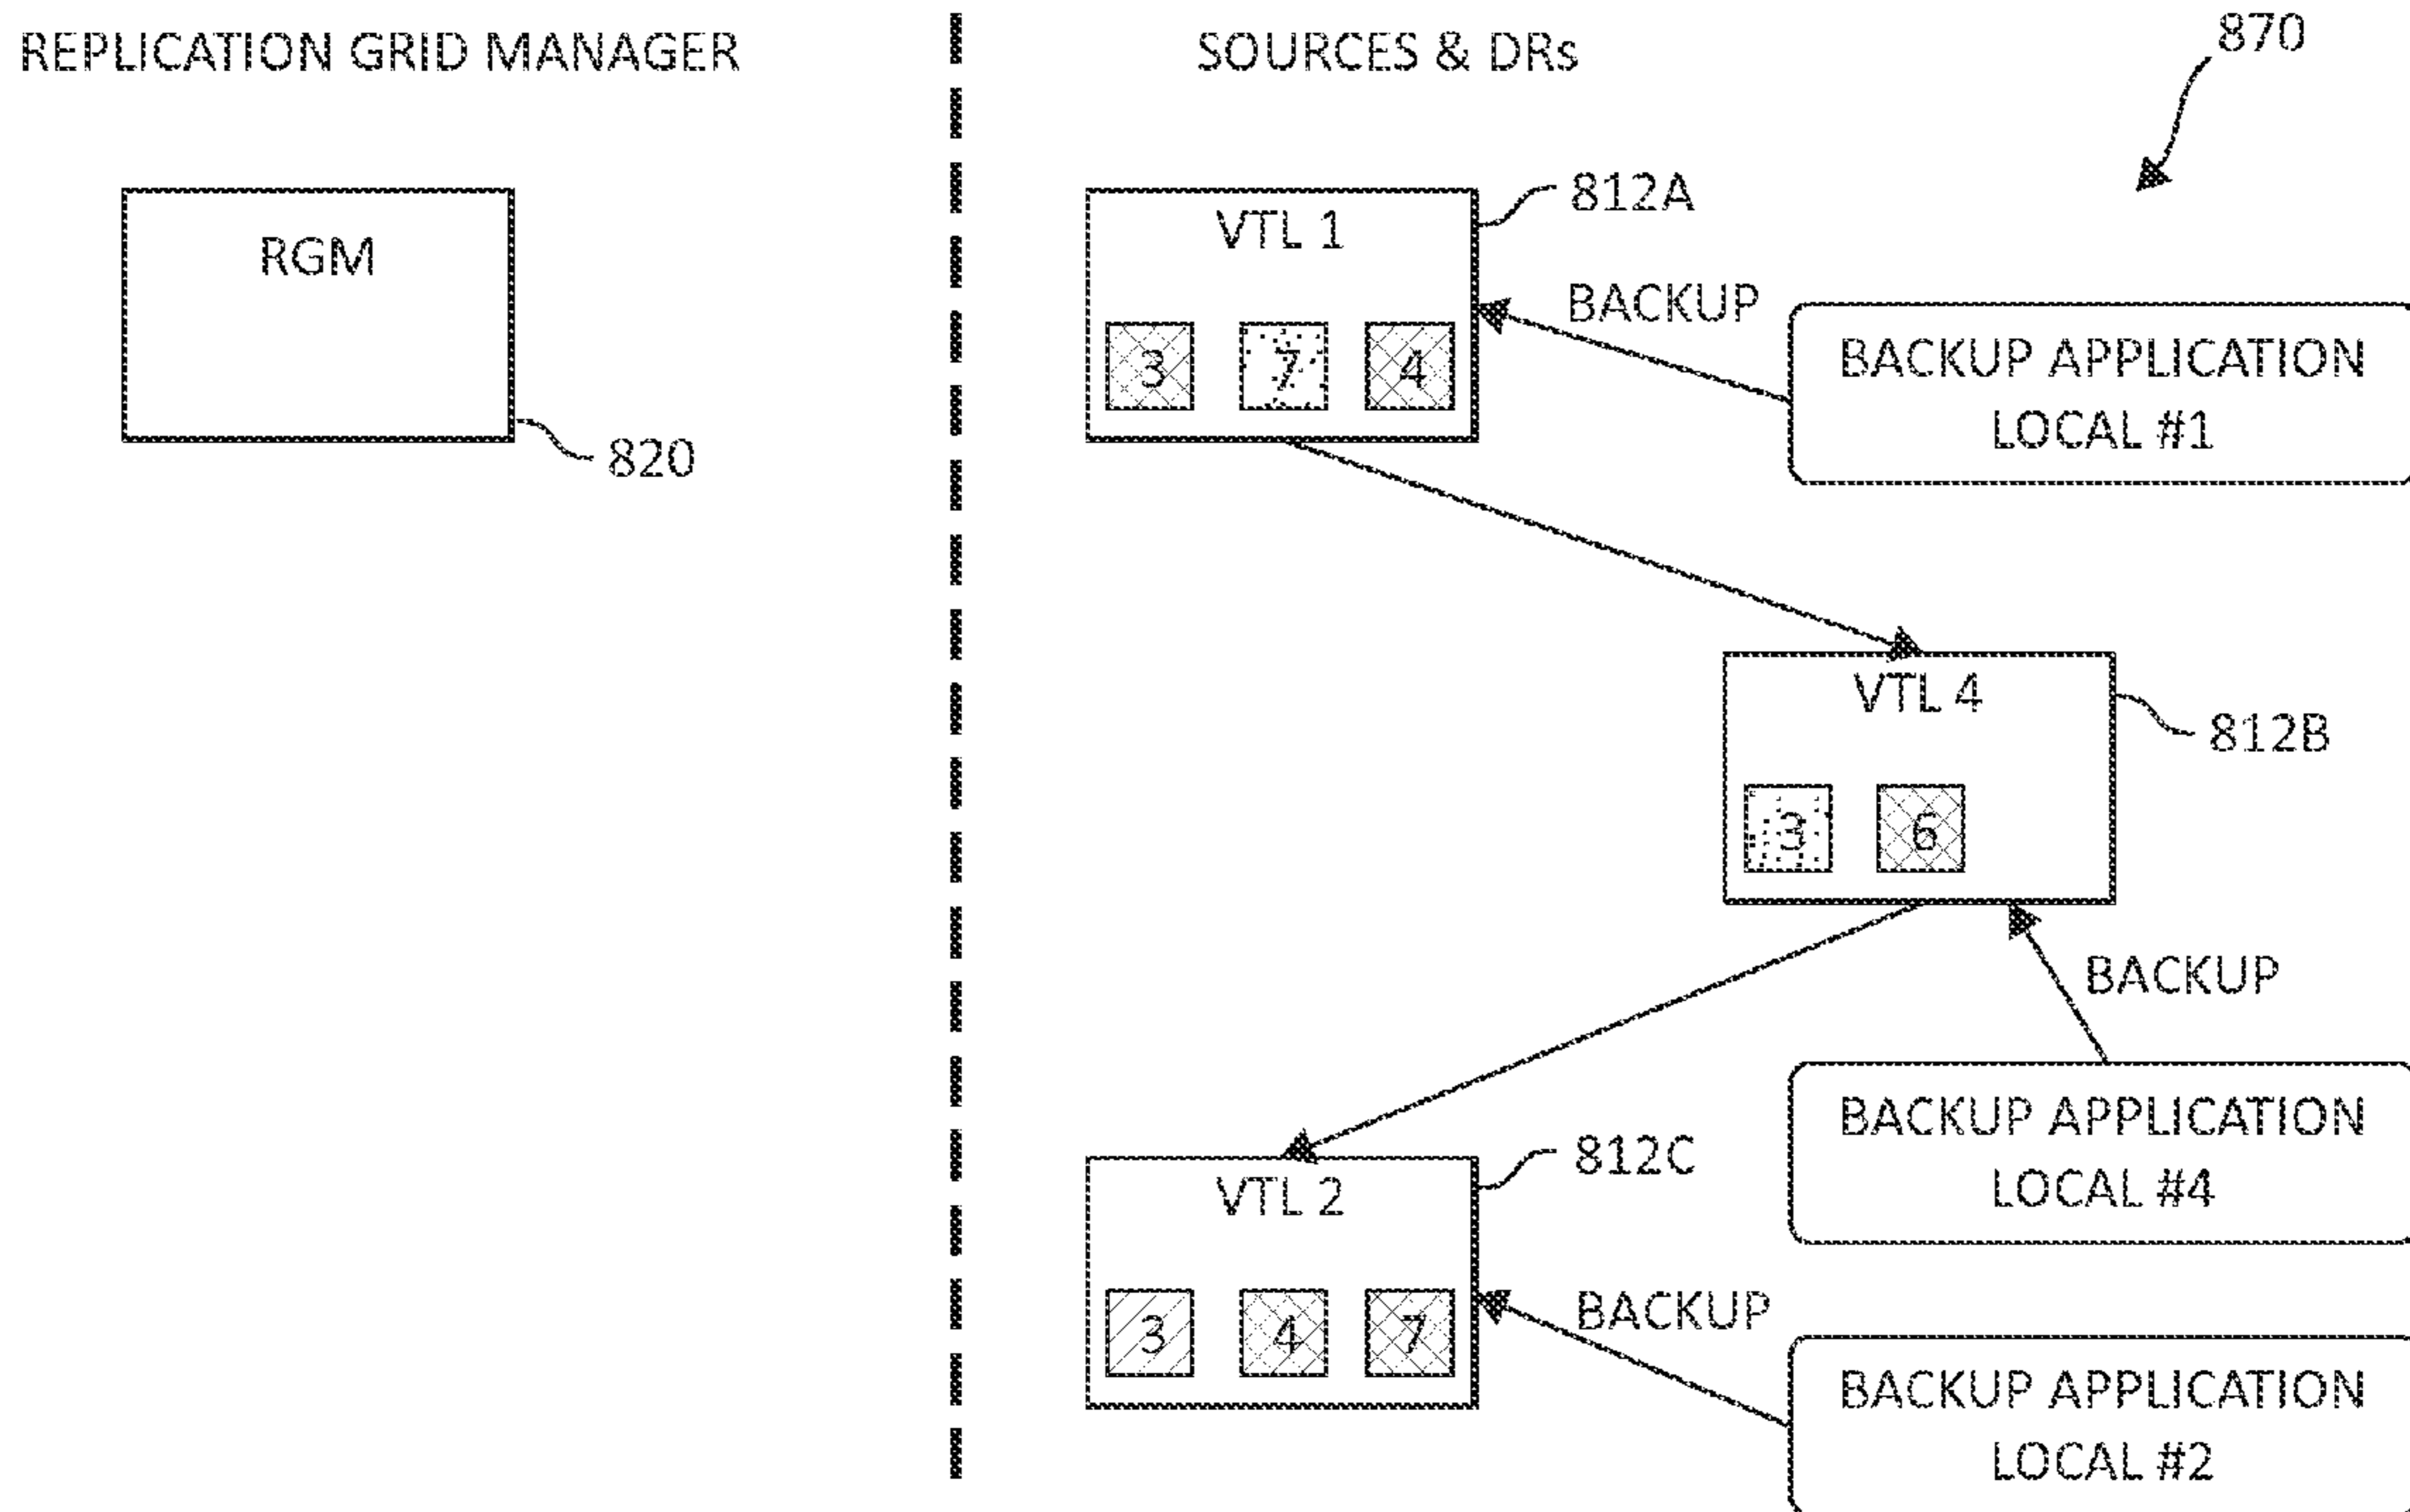 REPLICATION GRID MANAGER
SOURCES & DRs
870
RGM
820
VTL 1
812A
3 7 4
BACKUP
BACKUP APPLICATION
LOCAL #1
VTL 4
812B
3 6
BACKUP
BACKUP APPLICATION
LOCAL #4
VTL 2
812C
3 4 7
BACKUP
BACKUP APPLICATION
LOCAL #2